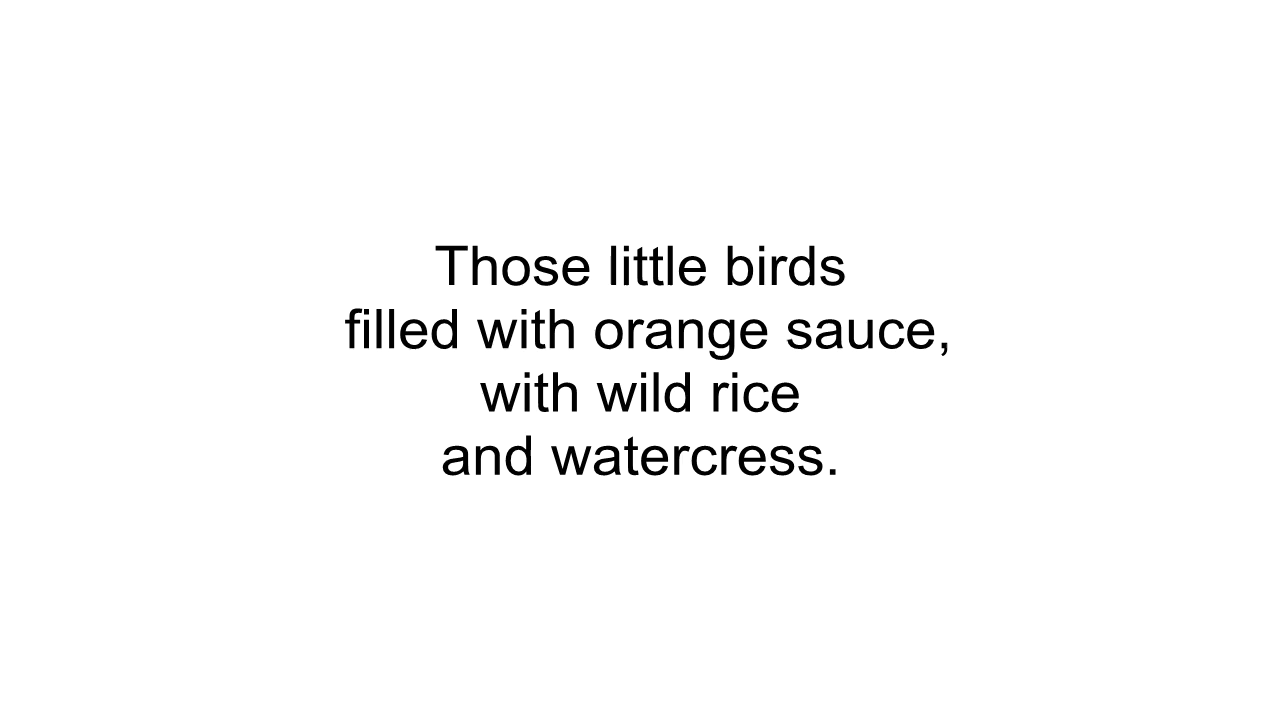 Those little birds
filled with orange sauce,
with wild rice
and watercress.